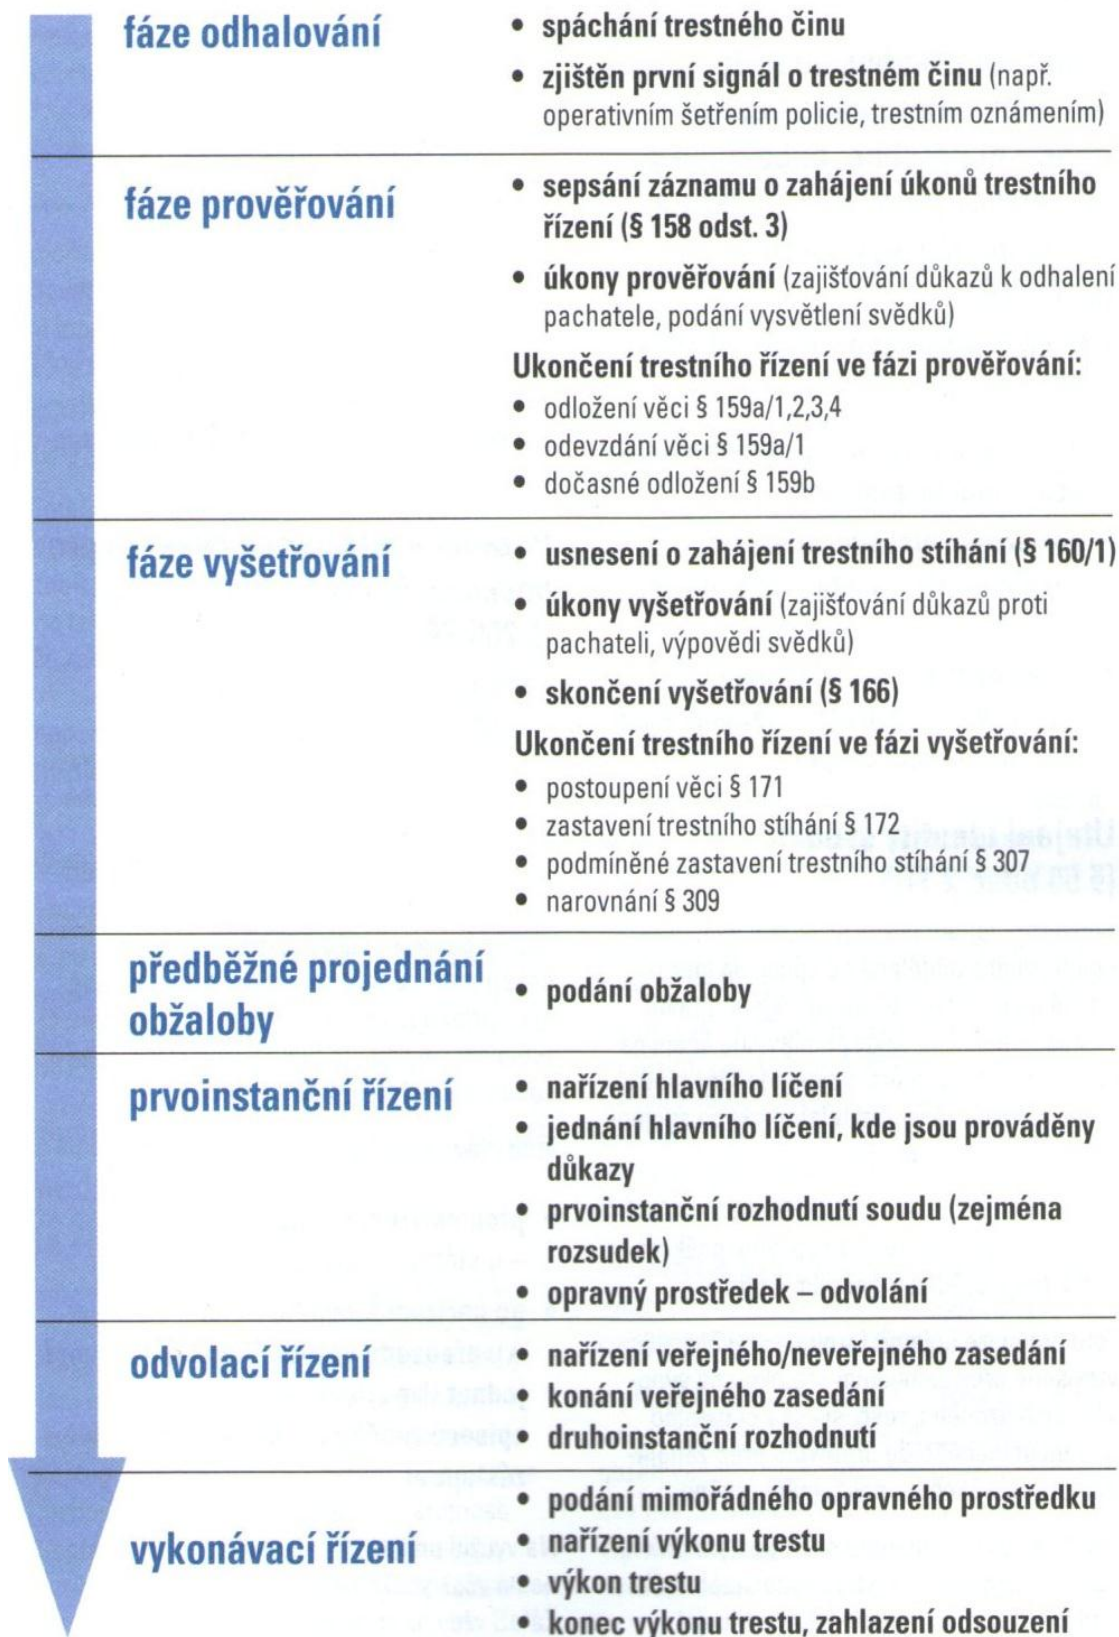 fáze odhalování
• spáchání trestného činu
• zjištěn první signál o trestném činu (např.
operativním šetřením policie, trestním oznámením)
fáze prověřování
• sepsání záznamu o zahájení úkonů trestního
řízení (§ 158 odst. 3)
• úkony prověřování (zajišťování důkazů k odhalení
pachatele, podání vysvětlení svědků)
Ukončení trestního řízení ve fázi prověřování:
• odložení věci § 159a/1,2,3,4
• odevzdání věci § 159a/1
• dočasné odložení § 159b
fáze vyšetřování
• usnesení o zahájení trestního stíhání (§ 160/1)
• úkony vyšetřování (zajišťování důkazů proti
pachateli, výpovědi svědků)
• skončení vyšetřování (§ 166)
Ukončení trestního řízení ve fázi vyšetřování:
• postoupení věci § 171
• zastavení trestního stíhání § 172
• podmíněné zastavení trestního stíhání § 307
• narovnání § 309
předběžné projednání
obžaloby
• podání obžaloby
prvoinstanční řízení
• nařízení hlavního líčení
• jednání hlavního líčení, kde jsou prováděny
důkazy
• prvoinstanční rozhodnutí soudu (zejména
rozsudek)
• opravný prostředek – odvolání
odvolací řízení
• nařízení veřejného/neveřejného zasedání
• konání veřejného zasedání
• druhoinstanční rozhodnutí
vykonávací řízení
• podání mimořádného opravného prostředku
• nařízení výkonu trestu
• výkon trestu
• konec výkonu trestu, zahlazení odsouzení